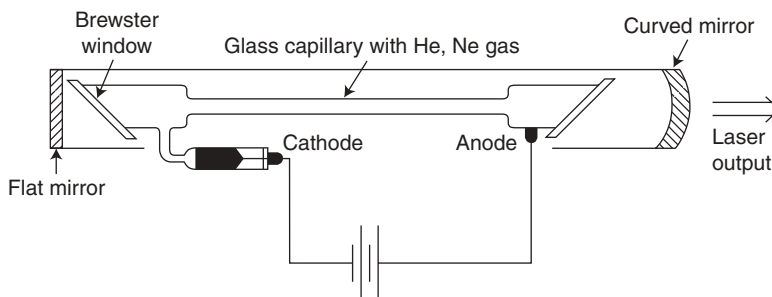 Brewster
window
Glass capillary with He, Ne gas
Curved mirror
Cathode
Anode
Laser
output
Flat mirror